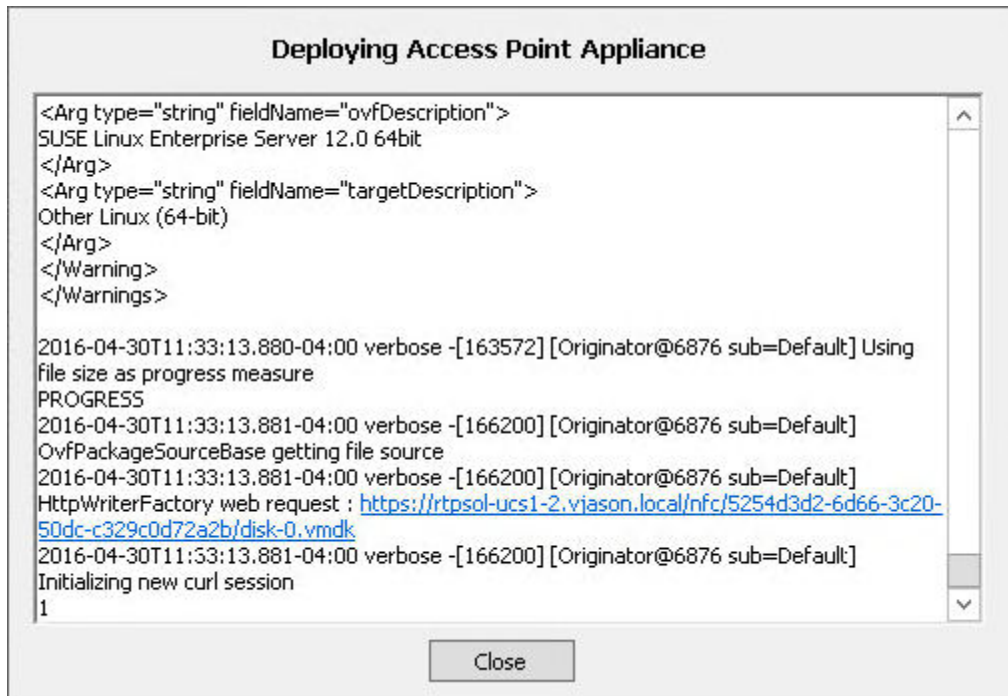 Deploying Access Point Appliance
<Arg type="string" fieldName="ovfDescription">
SUSE Linux Enterprise Server 12.0 64bit
</Arg>
<Arg type="string" fieldName="targetDescription">
Other Linux (64-bit)
</Arg>
</Warning>
</Warnings>
2016-04-30T11:33:13.880-04:00 verbose -[163572] [Originator@6876 sub=Default] Using
file size as progress measure
PROGRESS
2016-04-30T11:33:13.881-04:00 verbose -[166200] [Originator@6876 sub=Default]
OvfPackageSourceBase getting file source
2016-04-30T11:33:13.881-04:00 verbose -[166200] [Originator@6876 sub=Default]
HttpWriterFactory web request : https://rtpsol-ucs1-2.vjason.local/nfc/5254d3d2-6d66-3c20-
50dc-c329c0d72a2b/disk-0.vmdk
2016-04-30T11:33:13.881-04:00 verbose -[166200] [Originator@6876 sub=Default]
Initializing new curl session
1
Close